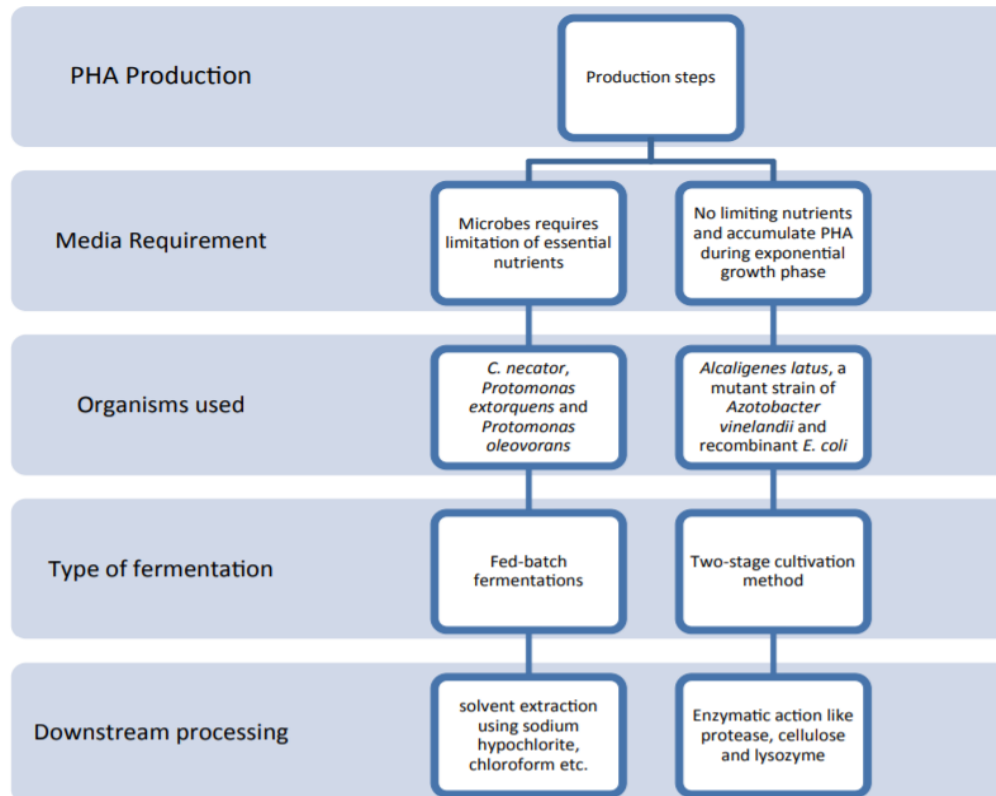 PHA Production
Production steps
Media Requirement
Microbes requires
limitation of essential
nutrients
No limiting nutrients
and accumulate PHA
during exponential
growth phase
Organisms used
C. necator,
Protomonas
extorquens and
Protomonas
oleovorans
Alcaligenes latus, a
mutant strain of
Azotobacter
vinelandii and
recombinant E. coli
Type of fermentation
Fed-batch
fermentations
Two-stage cultivation
method
Downstream processing
solvent extraction
using sodium
hypochlorite,
chloroform etc.
Enzymatic action like
protease, cellulose
and lysozyme